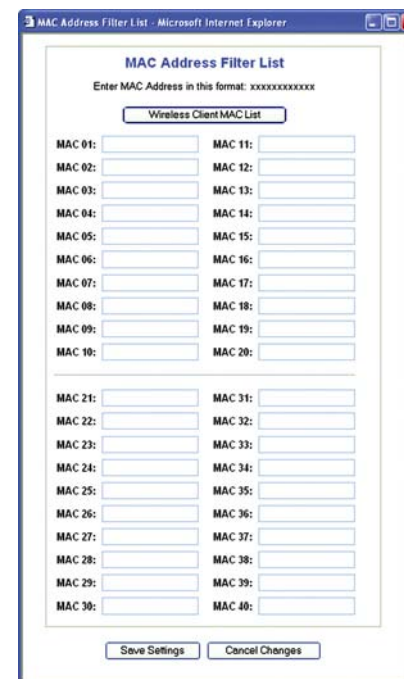 MAC Address Filter List - Microsoft Internet Explorer
MAC Address Filter List
Enter MAC Address in this format: xxxxxxxxxxxx
Wireless Client MAC List
MAC 01: MAC 11:
MAC 02: MAC 12:
MAC 03: MAC 13:
MAC 04: MAC 14:
MAC 05: MAC 15:
MAC 06: MAC 16:
MAC 07: MAC 17:
MAC 08: MAC 18:
MAC 09: MAC 19:
MAC 10: MAC 20:
MAC 21: MAC 31:
MAC 22: MAC 32:
MAC 23: MAC 33:
MAC 24: MAC 34:
MAC 25: MAC 35:
MAC 26: MAC 36:
MAC 27: MAC 37:
MAC 28: MAC 38:
MAC 29: MAC 39:
MAC 30: MAC 40:
Save Settings Cancel Changes